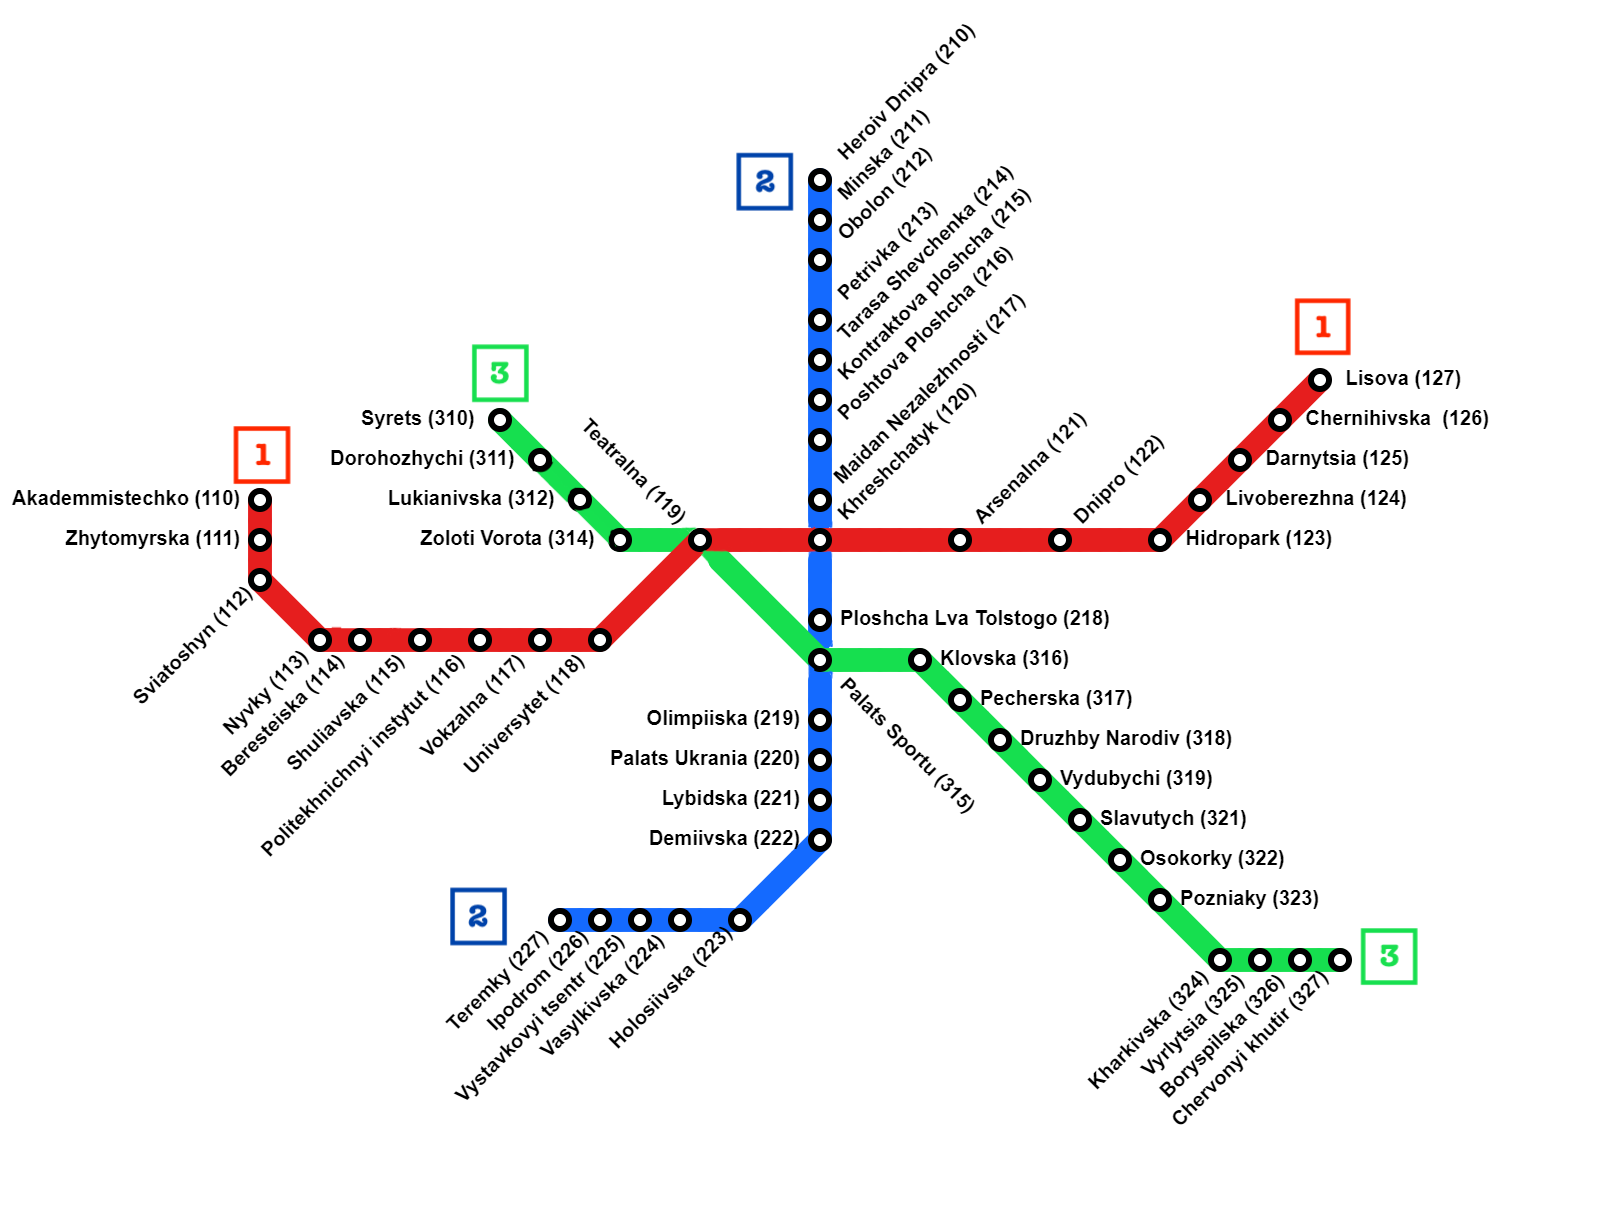 Heroiv Dnipra (210)
Minska (211)
Obolon (212)
Petrivka (213)
Tarasa Shevchenka (214)
Kontraktova ploshcha (215)
Poshtova Ploshcha (216)
Maidan Nezalezhnosti (217)
Khreshchatyk (120)
2
1
3
1
Lisova (127)
Chernihivska (126)
Darnytsia (125)
Livoberezhna (124)
Hidropark (123)
Dnipro (122)
Arsenalna (121)
Syrets (310)
Dorohozhychi (311)
Lukianivska (312)
Zoloti Vorota (314)
Teatralna (119)
Akademmistechko (110)
Zhytomyrska (111)
Sviatoshyn (112)
Nyvky (113)
Beresteiska (114)
Shuliavska (115)
Politekhnichnyi instytut (116)
Vokzalna (117)
Universytet (118)
Ploshcha Lva Tolstogo (218)
Klovska (316)
Pecherska (317)
Druzhby Narodiv (318)
Vydubychi (319)
Slavutych (321)
Osokorky (322)
Pozniaky (323)
Palats Sportu (315)
Olimpiiska (219)
Palats Ukrania (220)
Lybidska (221)
Demiivska (222)
2
Teremky (227)
Ipodrom (226)
Vystavkovyi tsentr (225)
Vasylkivska (224)
Holosiivska (223)
3
Kharkivska (324)
Vyrlytsia (325)
Boryspilska (326)
Chervonyi khutir (327)